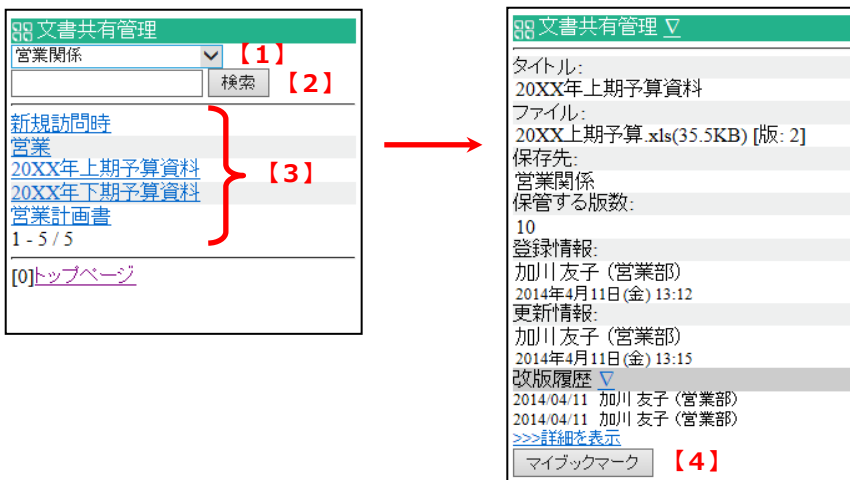 文書共有管理
営業関係
【1】
検索
【2】
新規訪問時
営業
20XX年上期予算資料
20XX年下期予算資料
営業計画書
【3】
1 - 5 / 5
[0]トップページ
文書共有管理 ▽
タイトル:
20XX年上期予算資料
ファイル:
20XX上期予算.xls(35.5KB) [版: 2]
保存先:
営業関係
保管する版数:
10
登録情報:
加川 友子 (営業部)
2014年4月11日(金) 13:12
更新情報:
加川 友子 (営業部)
2014年4月11日(金) 13:15
改版履歴 ▽
2014/04/11 加川 友子 (営業部)
2014/04/11 加川 友子 (営業部)
>>>詳細を表示
マイブックマーク
【4】